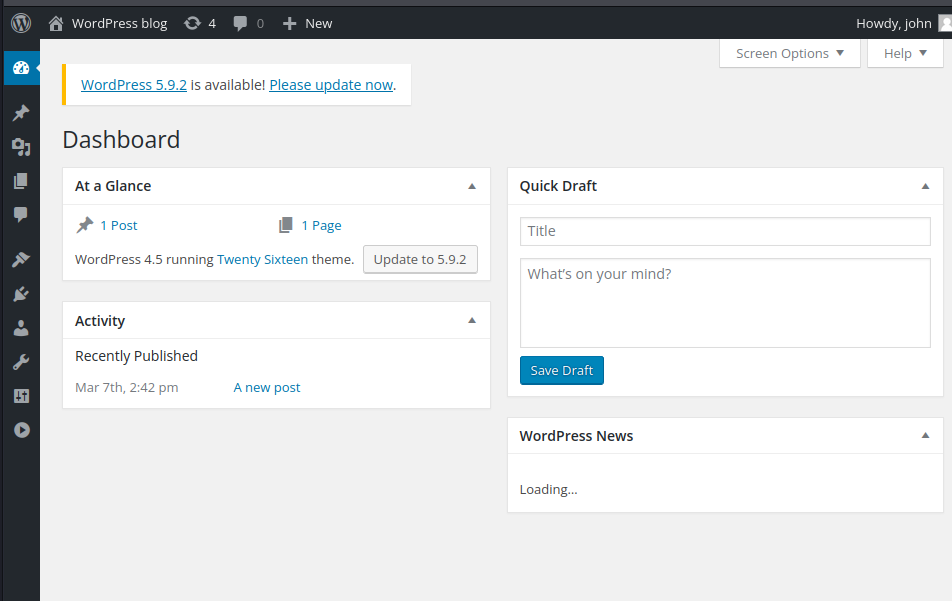 WordPress blog 4 0 New Howdy, john
Screen Options Help
WordPress 5.9.2 is available! Please update now.
Dashboard
At a Glance
1 Post 1 Page
WordPress 4.5 running Twenty Sixteen theme. Update to 5.9.2
Activity
Recently Published
Mar 7th, 2:42 pm A new post
Quick Draft
Title
What's on your mind?
Save Draft
WordPress News
Loading...